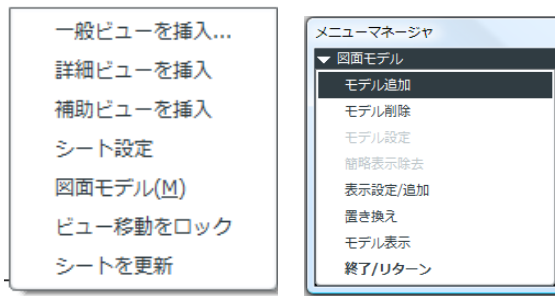 一般ビューを挿入...
詳細ビューを挿入
補助ビューを挿入
シート設定
図面モデル(M)
ビュー移動をロック
シートを更新
メニューマネージャ
図面モデル
モデル追加
モデル削除
モデル設定
簡略表示除去
表示設定/追加
置き換え
モデル表示
終了/リターン